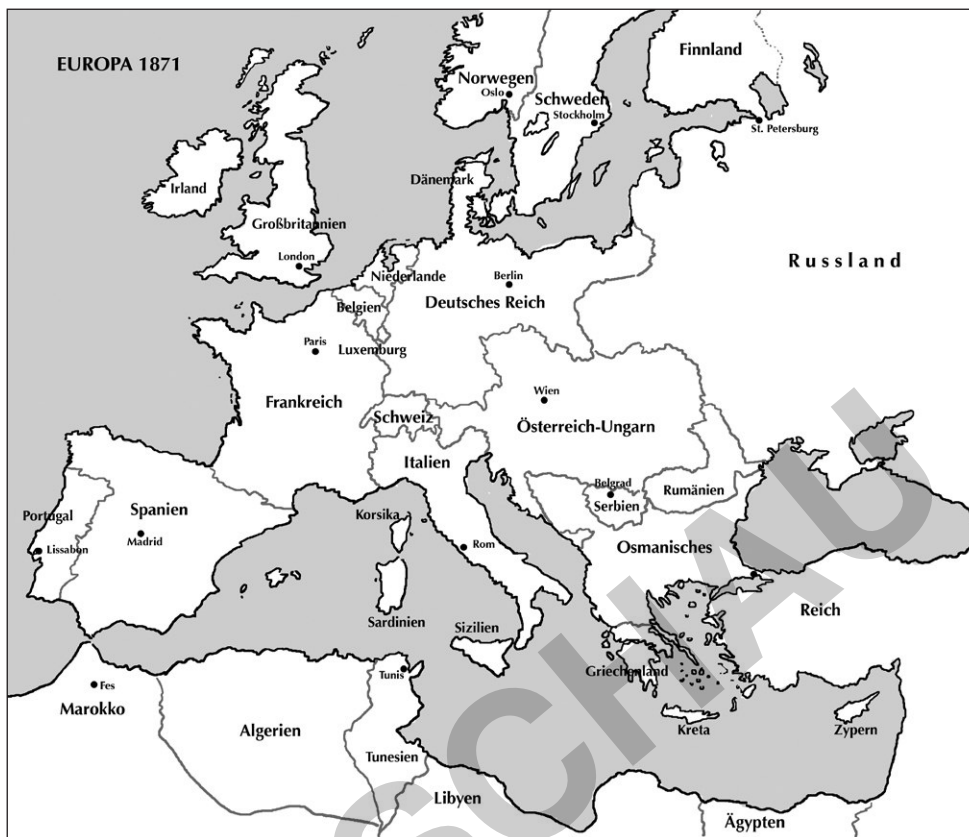 EUROPA 1871
Finnland
Norwegen
Oslo
Schweden
Stockholm
St. Petersburg
Irland
Dänemark
Großbritannien
London
Niederlande
Berlin
Russland
Belgien
Deutsches Reich
Paris
Luxemburg
Wien
Frankreich
Schweiz
Österreich-Ungarn
Italien
Belgrad
Rumänien
Serbien
Portugal
Spanien
Korsika
Lissabon
Madrid
Rom
Osmanisches
Reich
Sardinien
Sizilien
Griechenland
Tunis
Fes
Marokko
Algerien
Kreta
Zypern
Tunesien
Libyen
Ägypten
SCHAU